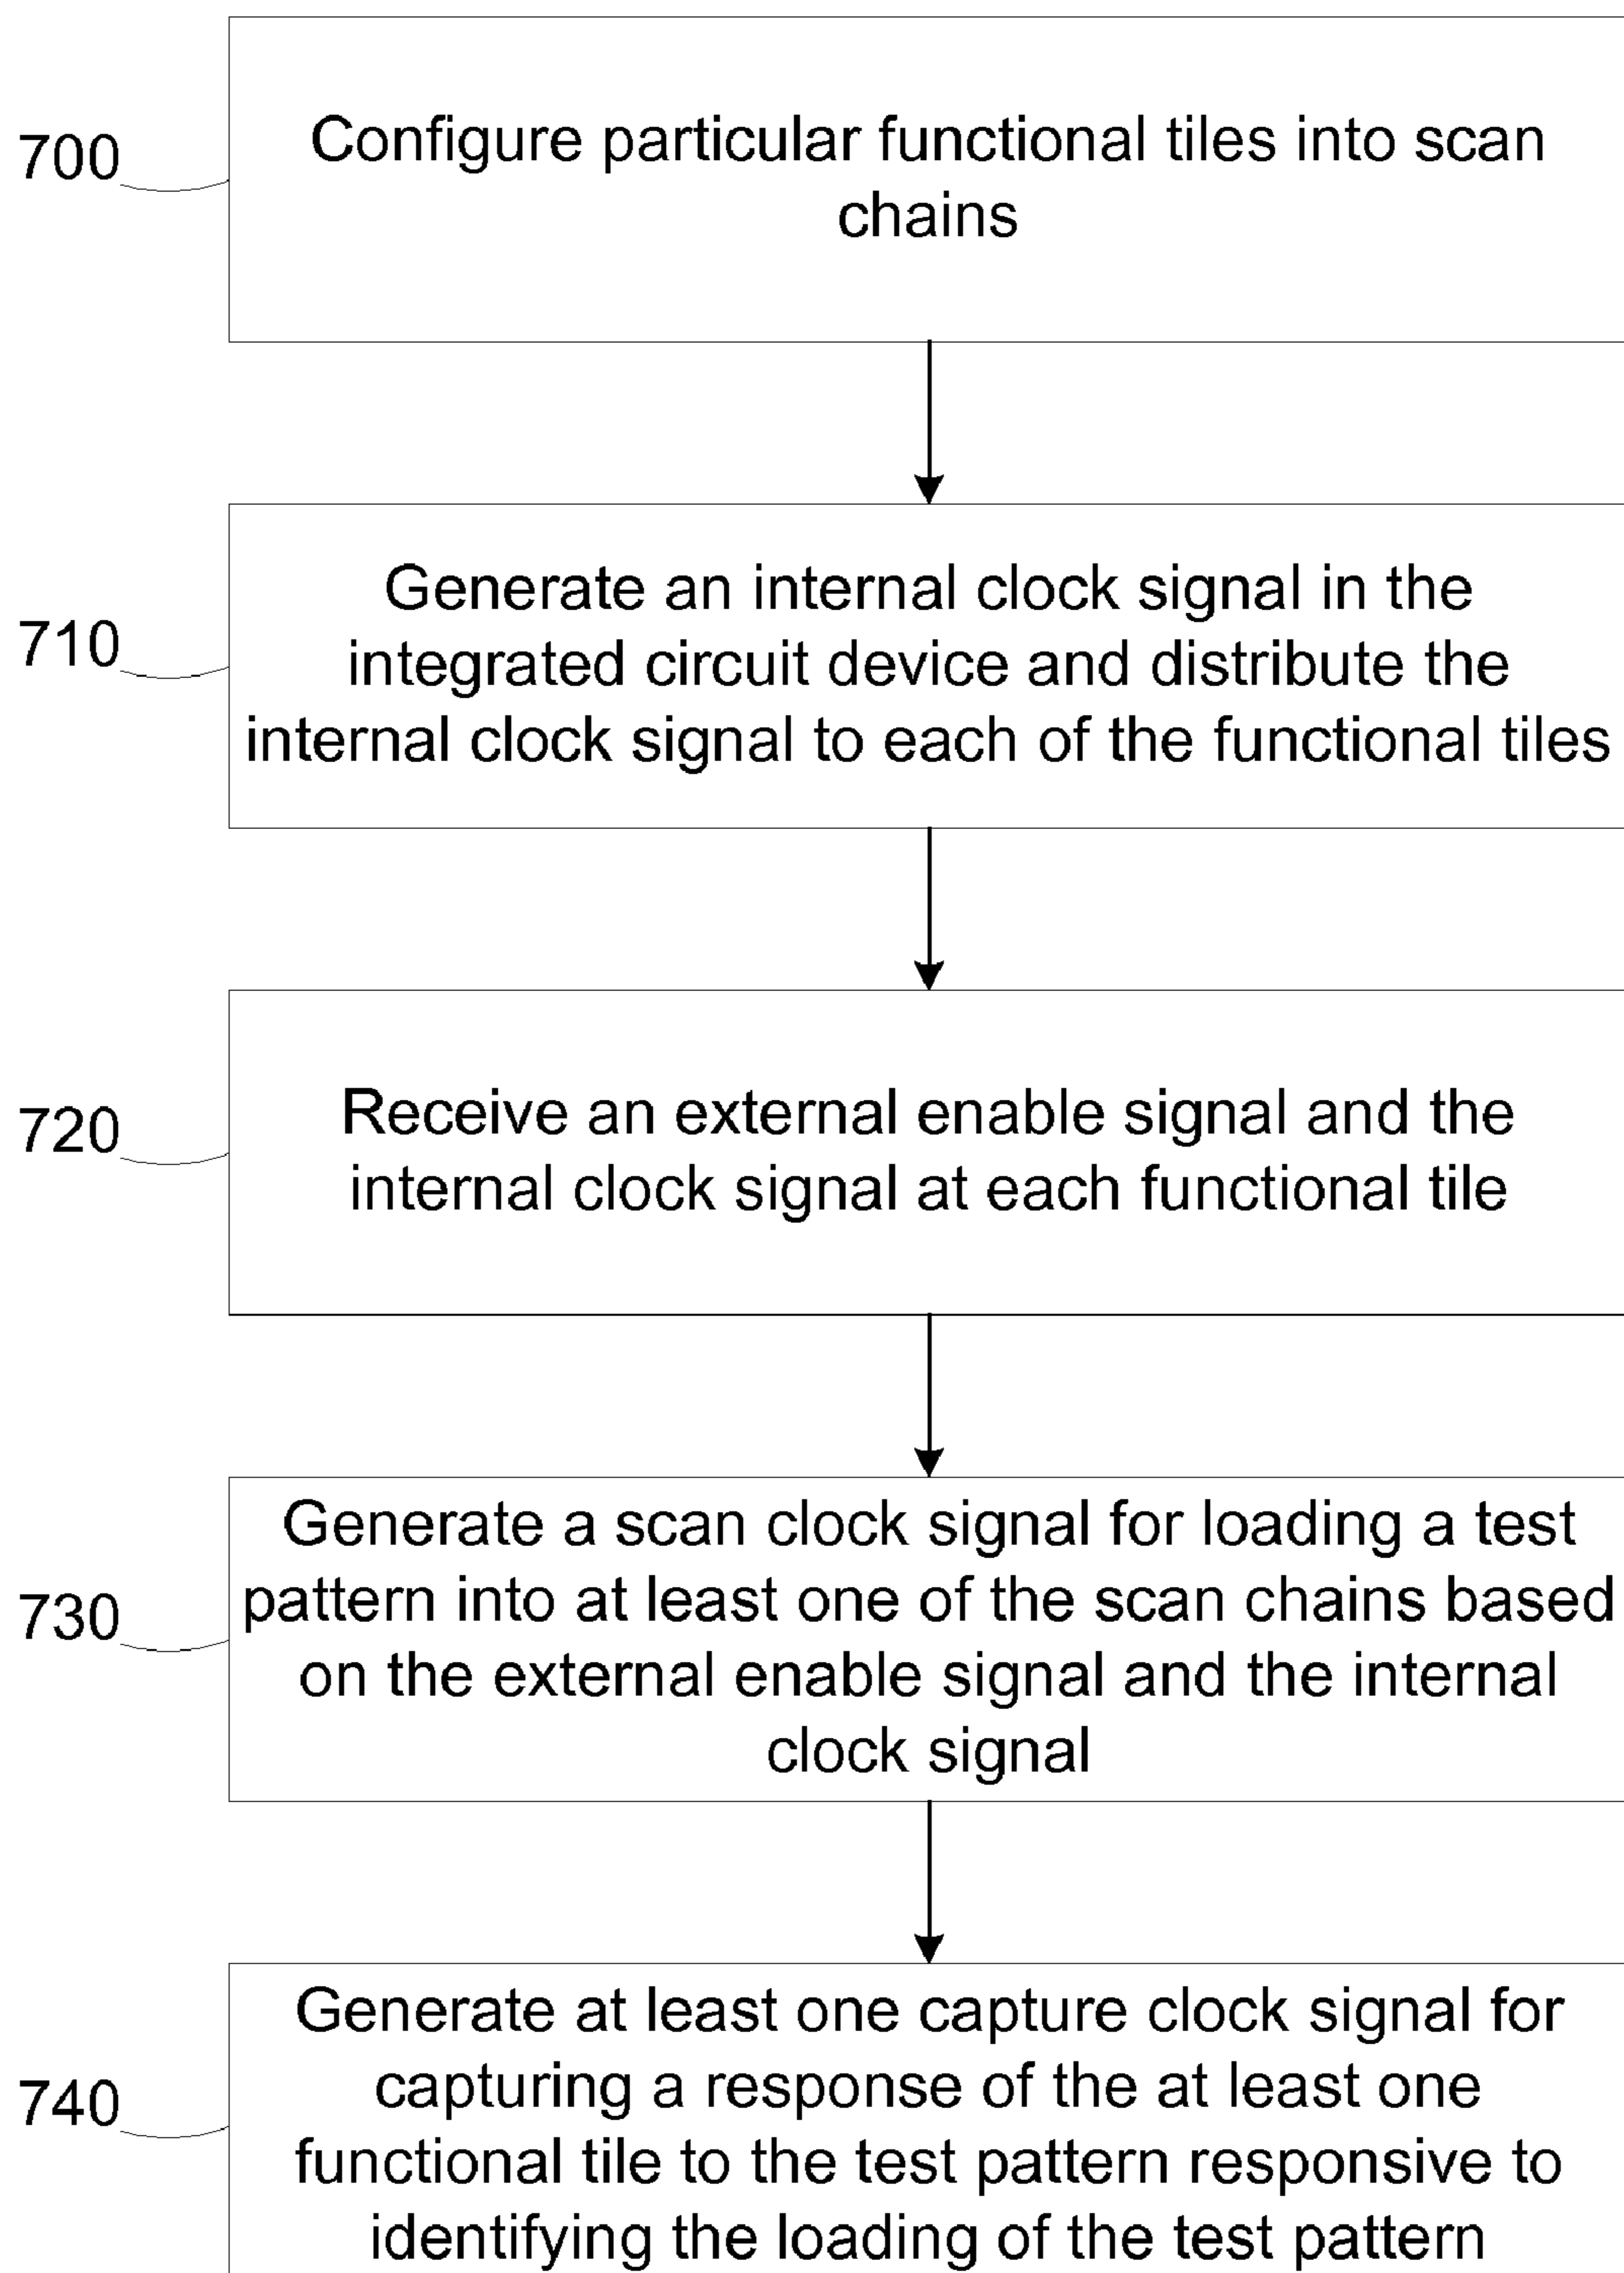 700
Configure particular functional tiles into scan
chains
710
Generate an internal clock signal in the
integrated circuit device and distribute the
internal clock signal to each of the functional tiles
720
Receive an external enable signal and the
internal clock signal at each functional tile
730
Generate a scan clock signal for loading a test
pattern into at least one of the scan chains based
on the external enable signal and the internal
clock signal
740
Generate at least one capture clock signal for
capturing a response of the at least one
functional tile to the test pattern responsive to
identifying the loading of the test pattern